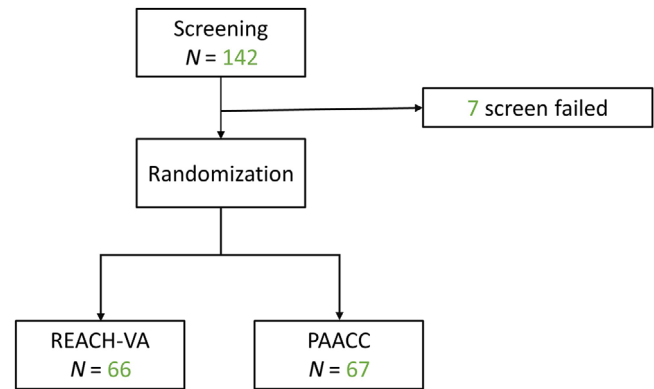 Screening
N = 142
7 screen failed
Randomization
REACH-VA
N = 66
PAACC
N = 67